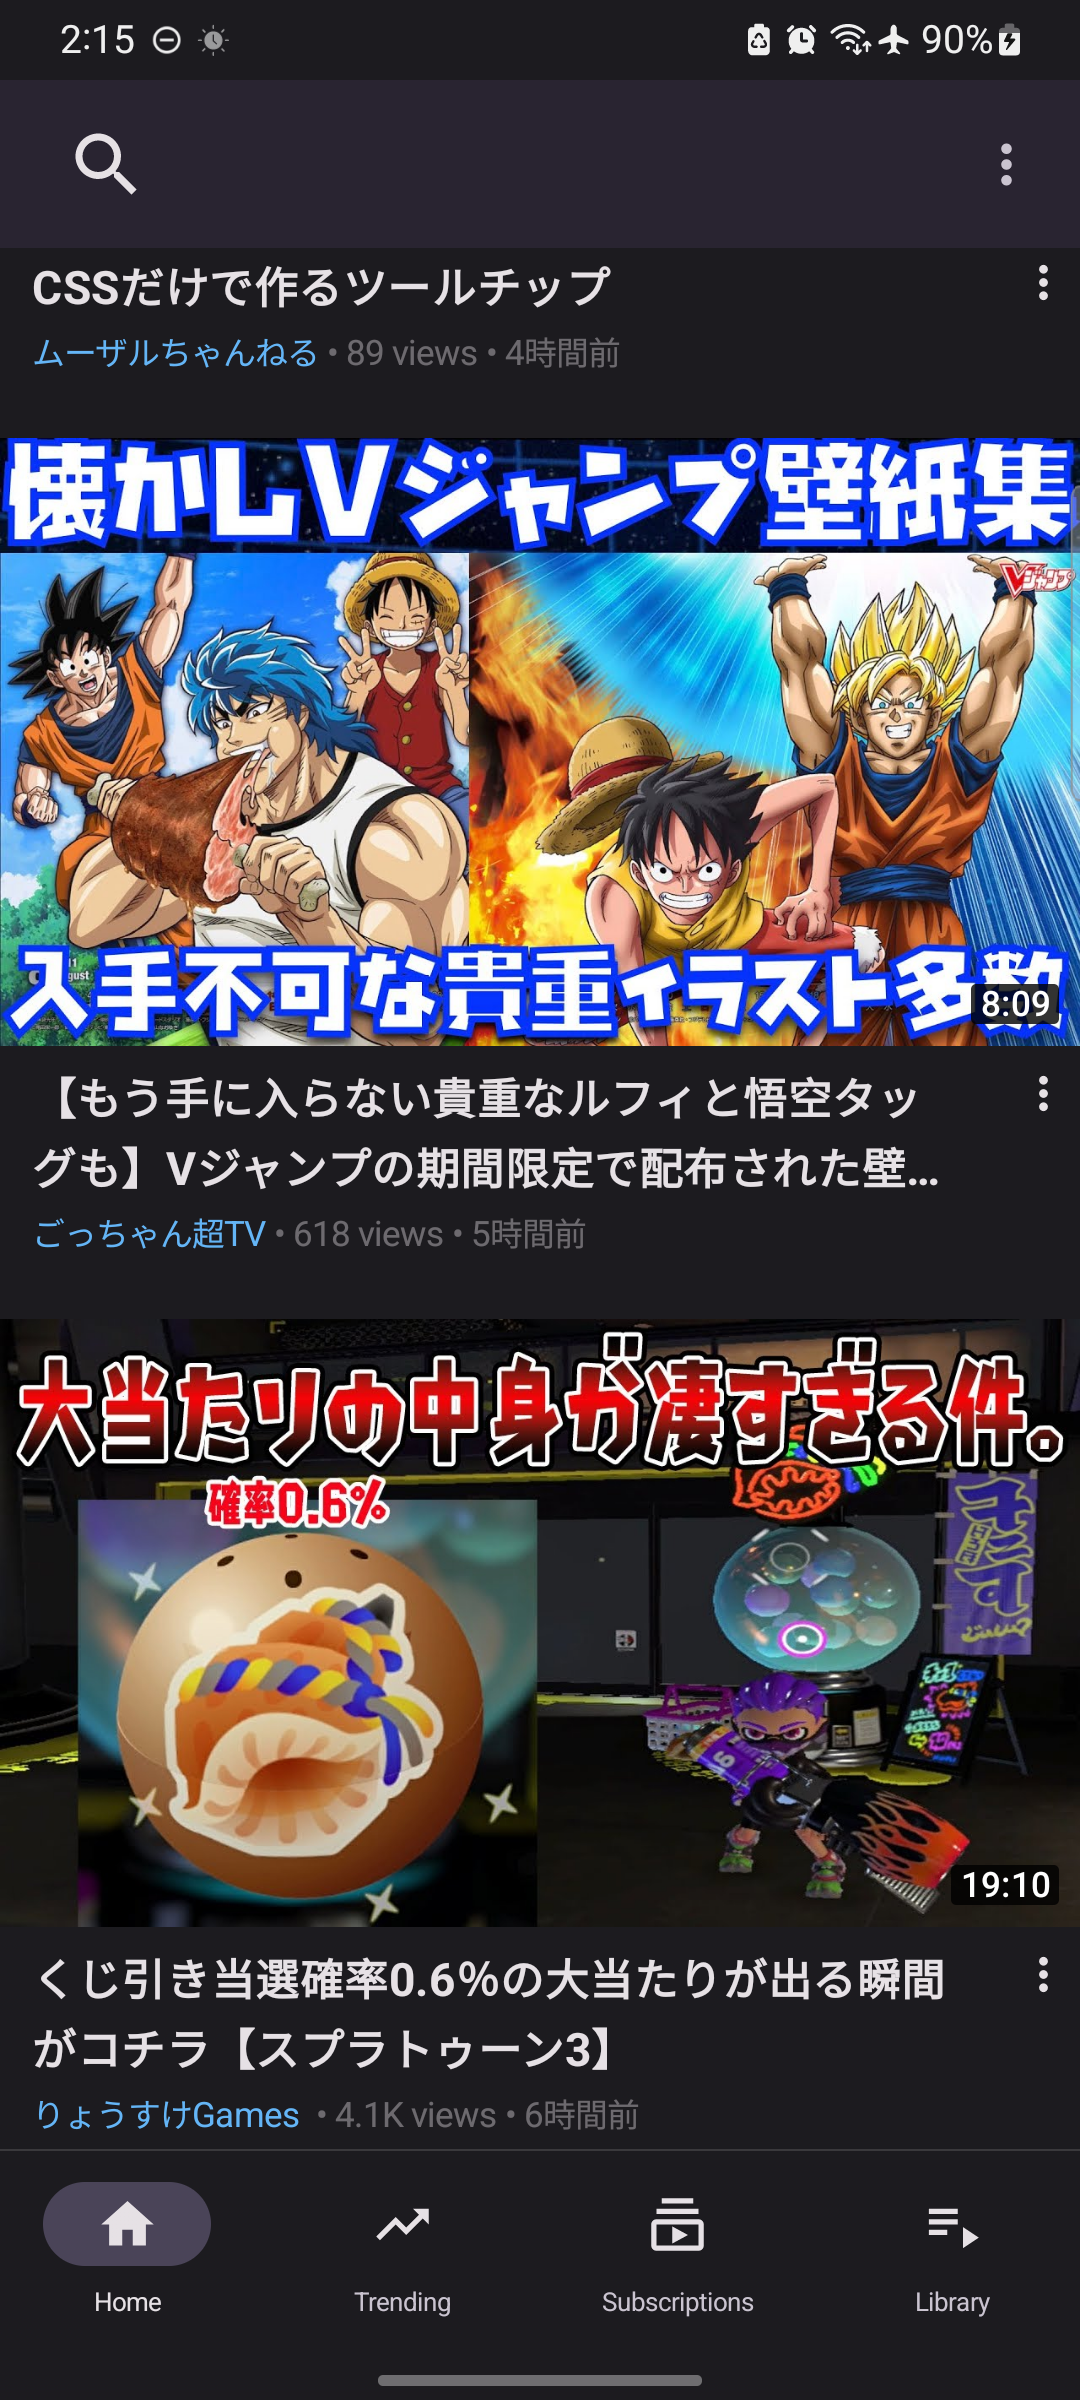 2:15
90%
CSSだけで作るツールチップ
ムーザルちゃんねる • 89 views • 4時間前
懐かしVジャンプ壁紙集
Vジャンプ
入手不可な貴重イラスト多数
8:09
【もう手に入らない貴重なルフィと悟空タッ
グも】Vジャンプの期間限定で配布された壁...
ごっちゃん超TV • 618 views • 5時間前
大当たりの中身が凄すぎる件。
確率0.6%
19:10
くじ引き当選確率0.6%の大当たりが出る瞬間
がコチラ【スプラトゥーン3】
りょうすけGames • 4.1K views • 6時間前
Home
Trending
Subscriptions
Library